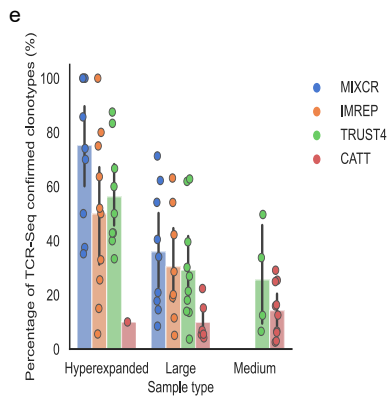 e
Percentage of TCR-Seq confirmed clonotypes (%)
100
80
60
40
20
0
Hyperexpanded Large Medium
Sample type
MIXCR
IMREP
TRUST4
CATT